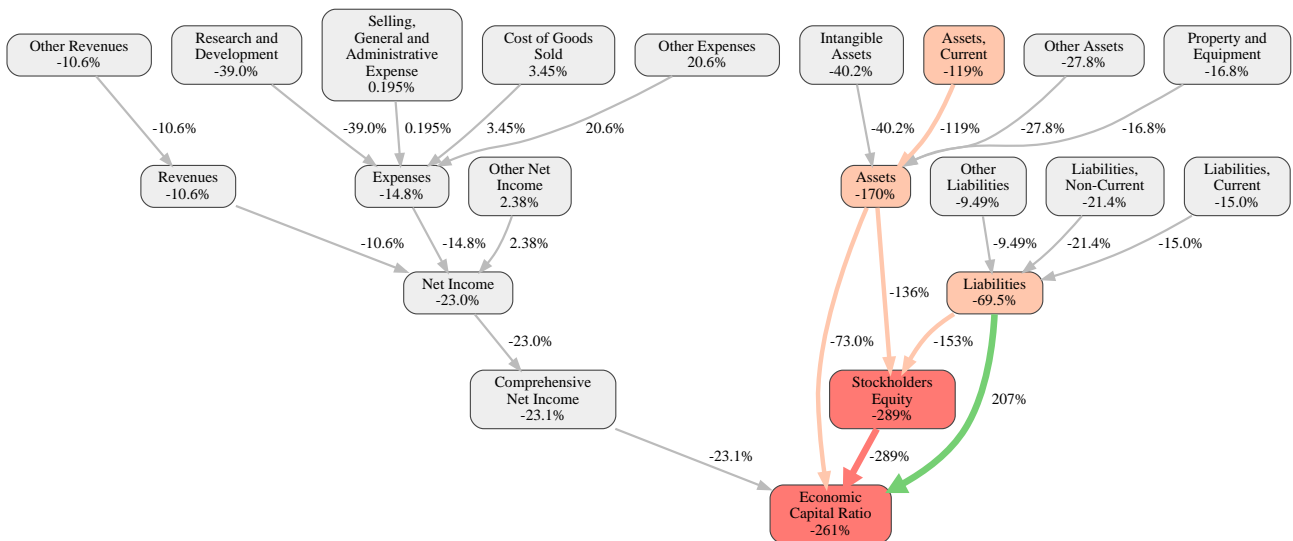 Other Revenues
-10.6%
Research and
Development
-39.0%
Selling,
General and
Administrative
Expense
0.195%
Cost of Goods
Sold
3.45%
Other Expenses
20.6%
Intangible
Assets
-40.2%
Assets,
Current
-119%
Other Assets
-27.8%
Property and
Equipment
-16.8%
-10.6%
-39.0%
0.195%
3.45%
20.6%
-40.2%
-119%
-27.8%
-16.8%
Revenues
-10.6%
Expenses
-14.8%
Other Net
Income
2.38%
Assets
-170%
Other
Liabilities
-9.49%
Liabilities,
Non-Current
-21.4%
Liabilities,
Current
-15.0%
-10.6%
-14.8%
2.38%
-9.49%
-21.4%
-15.0%
Net Income
-23.0%
Liabilities
-69.5%
-136%
-23.0%
-73.0%
-153%
Comprehensive
Net Income
-23.1%
Stockholders
Equity
-289%
207%
-23.1%
-289%
Economic
Capital Ratio
-261%